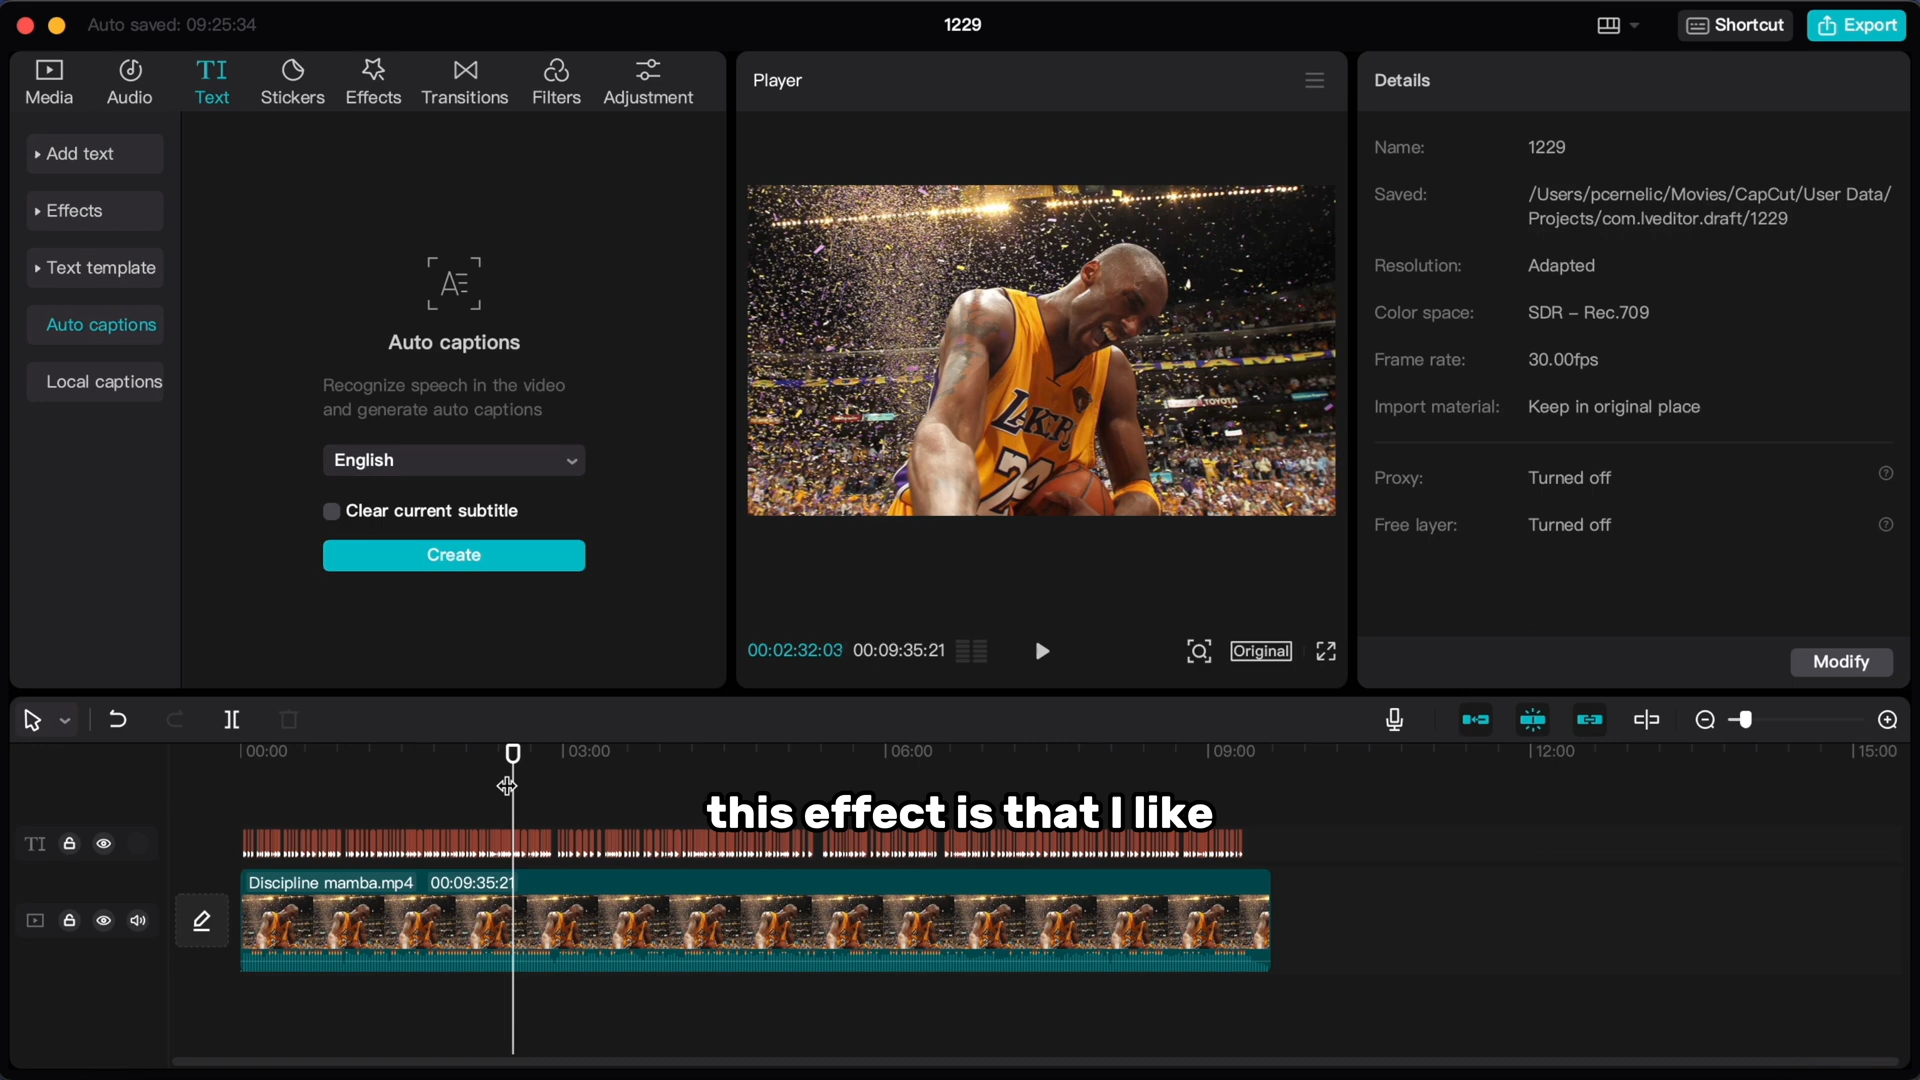 Auto saved: 09:25:34
1229
Shortcut
Export
Media
Audio
TI
Text
Stickers
Effects
Transitions
Filters
Adjustment
Add text
Effects
Text template
Auto captions
Local captions
A
Auto captions
Recognize speech in the video
and generate auto captions
English
Clear current subtitle
Create
Player
LAKERS
24
TOYOTA
00:02:32:03 00:09:35:21
Original
Details
Name: 1229
Saved: /Users/pcernelic/Movies/CapCut/User Data/
Projects/com.lveditor.draft/1229
Resolution: Adapted
Color space: SDR – Rec.709
Frame rate: 30.00fps
Import material: Keep in original place
Proxy: Turned off
Free layer: Turned off
Modify
00:00 03:00 06:00 09:00 12:00 15:00
this effect is that I like
TI
Discipline mamba.mp4 00:09:35:21